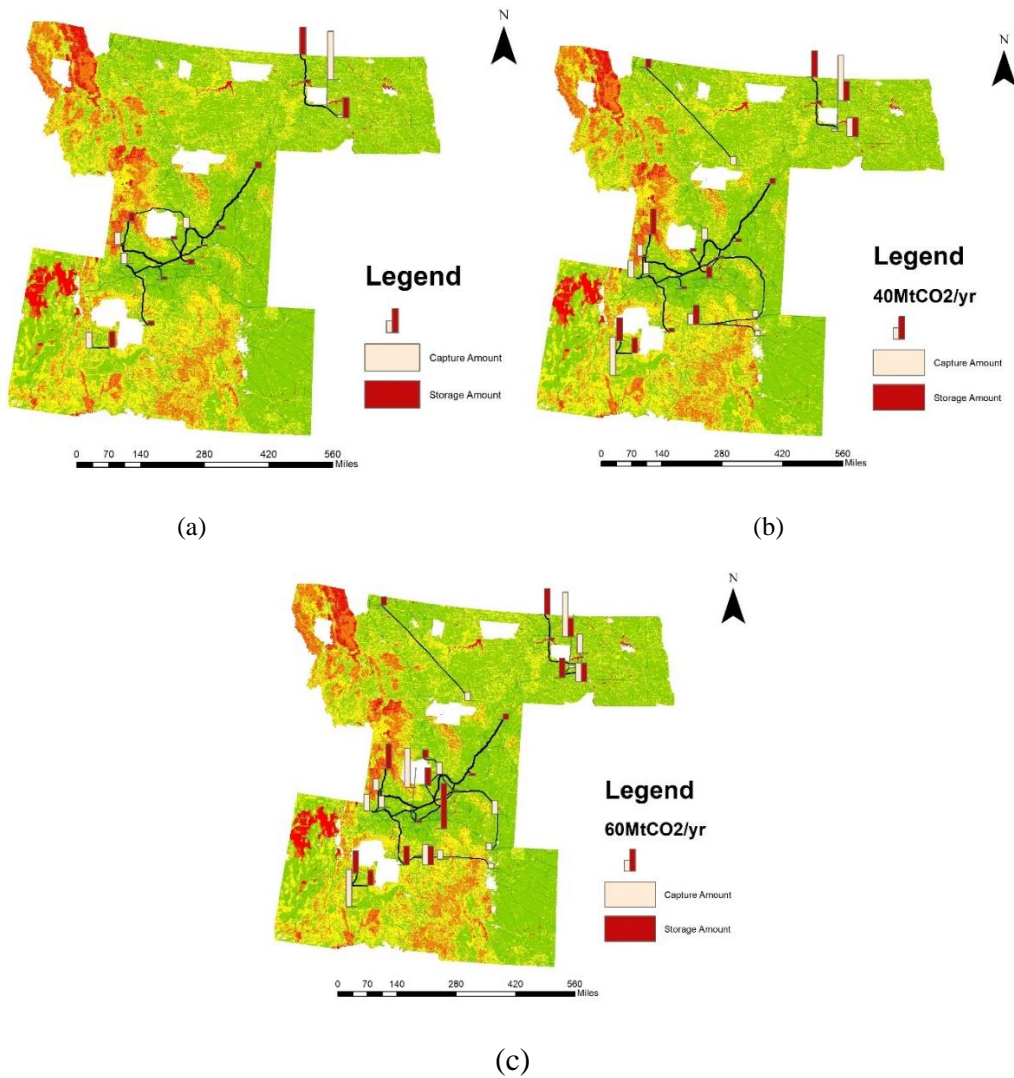 N
Legend
Capture Amount
Storage Amount
0 70 140 280 420 560
Miles
(a)
N
Legend
40MtCO2/yr
Capture Amount
Storage Amount
0 70 140 280 420 560
Miles
(b)
N
Legend
60MtCO2/yr
Capture Amount
Storage Amount
0 70 140 280 420 560
Miles
(c)